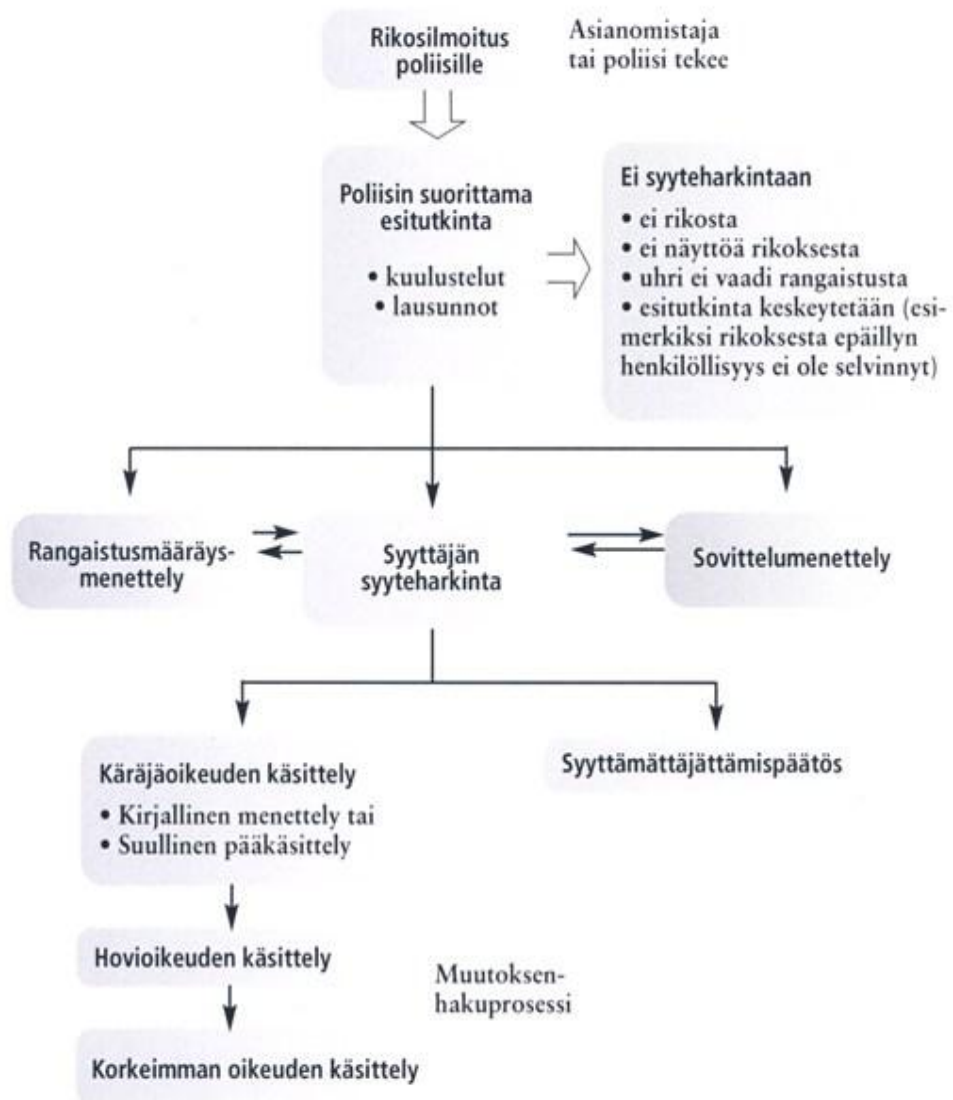 Rikosilmoitus
poliisille
Asianomistaja
tai poliisi tekee
Poliisin suorittama
esitutkinta
• kuulustelut
• lausunnot
Ei syyteharkintaan
• ei rikosta
• ei näyttöä rikoksesta
• uhri ei vaadi rangaistusta
• esitutkinta keskeytetään (esi-
merkiksi rikoksesta epäillyn
henkilöllisyys ei ole selvinnyt)
Rangaistusmääräys-
menettely
Syyttäjän
syyteharkinta
Sovittelumenettely
Käräjäoikeuden käsittely
• Kirjallinen menettely tai
• Suullinen pääkäsittely
Syyttämättäjättämispäätös
Hovioikeuden käsittely
Muutoksen-
hakuprosessi
Korkeimman oikeuden käsittely